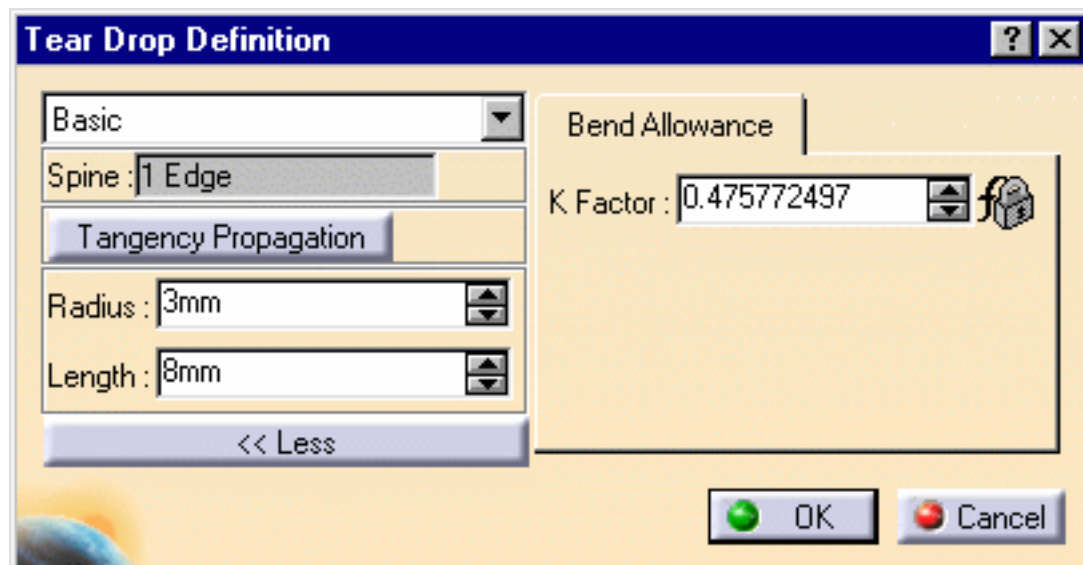 Tear Drop Definition
Basic
Spine : 1 Edge
Tangency Propagation
Radius : 3mm
Length : 8mm
<< Less
Bend Allowance
K Factor : 0.475772497
OK
Cancel